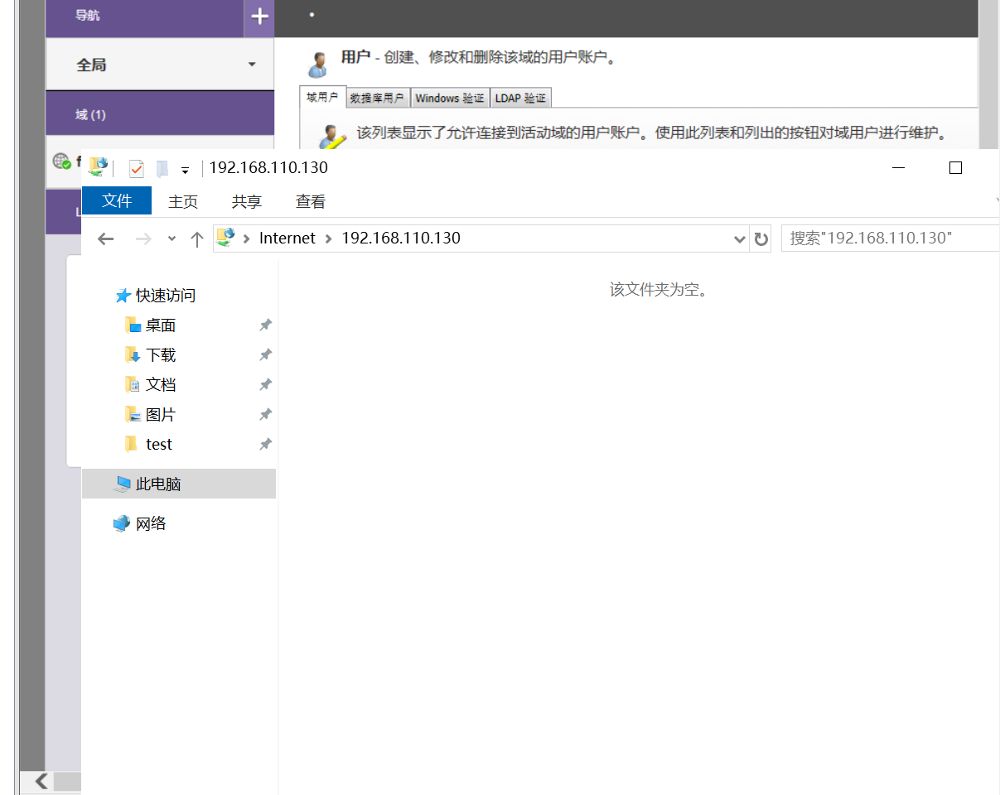 导航
全局
域 (1)
用户 - 创建、修改和删除该域的用户账户。
域用户 数据库用户 Windows 验证 LDAP 验证
该列表显示了允许连接到活动域的用户账户。使用此列表和列出的按钮对域用户进行维护。
192.168.110.130
文件 主页 共享 查看
Internet 192.168.110.130
搜索"192.168.110.130"
该文件夹为空。
快速访问
桌面
下载
文档
图片
test
此电脑
网络